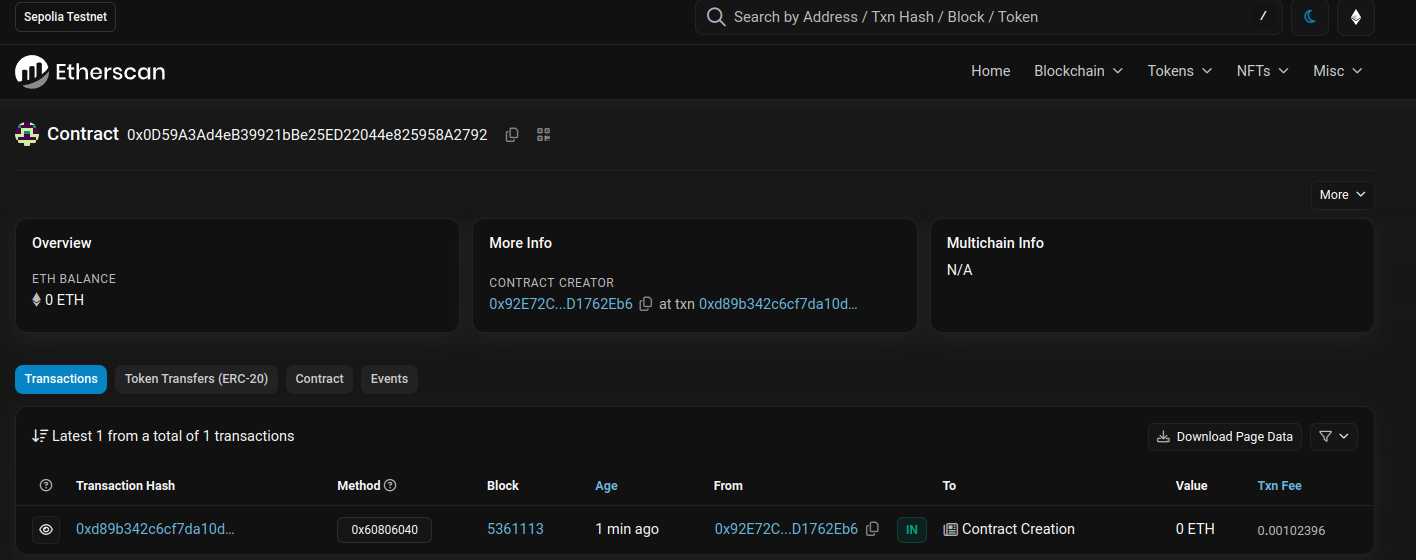 Sepolia Testnet
Search by Address / Txn Hash / Block / Token /
Etherscan
Home Blockchain Tokens NFTs Misc
Contract 0x0D59A3Ad4eB39921bBe25ED22044e825958A2792
More
Overview
ETH BALANCE
0 ETH
More Info
CONTRACT CREATOR
0x92E72C...D1762Eb6 at txn 0xd89b342c6cf7da10d...
Multichain Info
N/A
Transactions Token Transfers (ERC-20) Contract Events
Latest 1 from a total of 1 transactions
Download Page Data
Transaction Hash Method Block Age From To Value Txn Fee
0xd89b342c6cf7da10d... 0x60806040 5361113 1 min ago 0x92E72C...D1762Eb6 IN Contract Creation 0 ETH 0.00102396